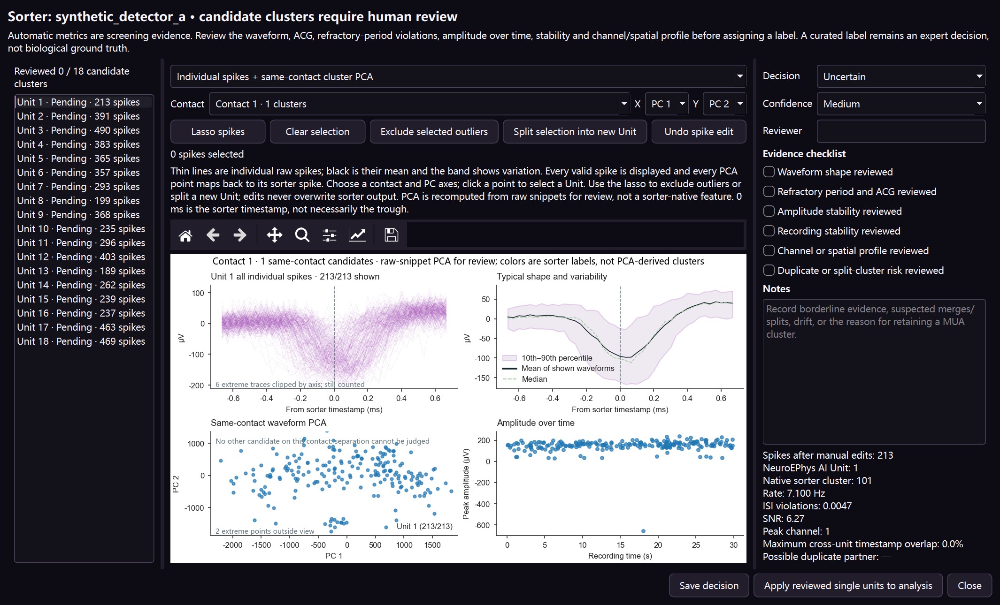 Sorter: synthetic_detector_a • candidate clusters require human review
Automatic metrics are screening evidence. Review the waveform, ACG, refractory-period violations, amplitude over time, stability and channel/spatial profile before assigning a label. A curated label remains an expert decision,
not biological ground truth.
Reviewed 0 / 18 candidate
clusters
Unit 1 · Pending · 213 spikes
Unit 2 · Pending · 391 spikes
Unit 3 · Pending · 490 spikes
Unit 4 · Pending · 383 spikes
Unit 5 · Pending · 365 spikes
Unit 6 · Pending · 357 spikes
Unit 7 · Pending · 293 spikes
Unit 8 · Pending · 199 spikes
Unit 9 · Pending · 368 spikes
Unit 10 · Pending · 235 spikes
Unit 11 · Pending · 296 spikes
Unit 12 · Pending · 403 spikes
Unit 13 · Pending · 189 spikes
Unit 14 · Pending · 262 spikes
Unit 15 · Pending · 239 spikes
Unit 16 · Pending · 237 spikes
Unit 17 · Pending · 463 spikes
Unit 18 · Pending · 469 spikes
Individual spikes + same-contact cluster PCA
Contact Contact 1 · 1 clusters X PC 1 Y PC 2
Lasso spikes Clear selection Exclude selected outliers Split selection into new Unit Undo spike edit
0 spikes selected
Thin lines are individual raw spikes; black is their mean and the band shows variation. Every valid spike is displayed and every PCA
point maps back to its sorter spike. Choose a contact and PC axes; click a point to select a Unit. Use the lasso to exclude outliers or
split a new Unit; edits never overwrite sorter output. PCA is recomputed from raw snippets for review, not a sorter-native feature. 0
ms is the sorter timestamp, not necessarily the trough.
Contact 1 · 1 same-contact candidates · raw-snippet PCA for review; colors are sorter labels, not PCA-derived clusters
Unit 1 all individual spikes · 213/213 shown
100
0
-100
-200
µV
6 extreme traces clipped by axis; still counted
-0.6 -0.4 -0.2 0.0 0.2 0.4 0.6
From sorter timestamp (ms)
Typical shape and variability
50
0
-50
-100
-150
µV
10th–90th percentile
Mean of shown waveforms
Median
-0.6 -0.4 -0.2 0.0 0.2 0.4 0.6
From sorter timestamp (ms)
Same-contact waveform PCA
No other candidate on this contact: separation cannot be judged
1000
0
-1000
PC 2
Unit 1 (213/213)
2 extreme points outside view
-2000 -1500 -1000 -500 0 500 1000 1500
PC 1
Amplitude over time
200
0
-200
-400
-600
Peak amplitude (µV)
0 5 10 15 20 25 30
Recording time (s)
Decision Uncertain
Confidence Medium
Reviewer
Evidence checklist
Waveform shape reviewed
Refractory period and ACG reviewed
Amplitude stability reviewed
Recording stability reviewed
Channel or spatial profile reviewed
Duplicate or split-cluster risk reviewed
Notes
Record borderline evidence, suspected merges/
splits, drift, or the reason for retaining a MUA
cluster.
Spikes after manual edits: 213
NeuroEPhys AI Unit: 1
Native sorter cluster: 101
Rate: 7.100 Hz
ISI violations: 0.0047
SNR: 6.27
Peak channel: 1
Maximum cross-unit timestamp overlap: 0.0%
Possible duplicate partner: —
Save decision Apply reviewed single units to analysis Close